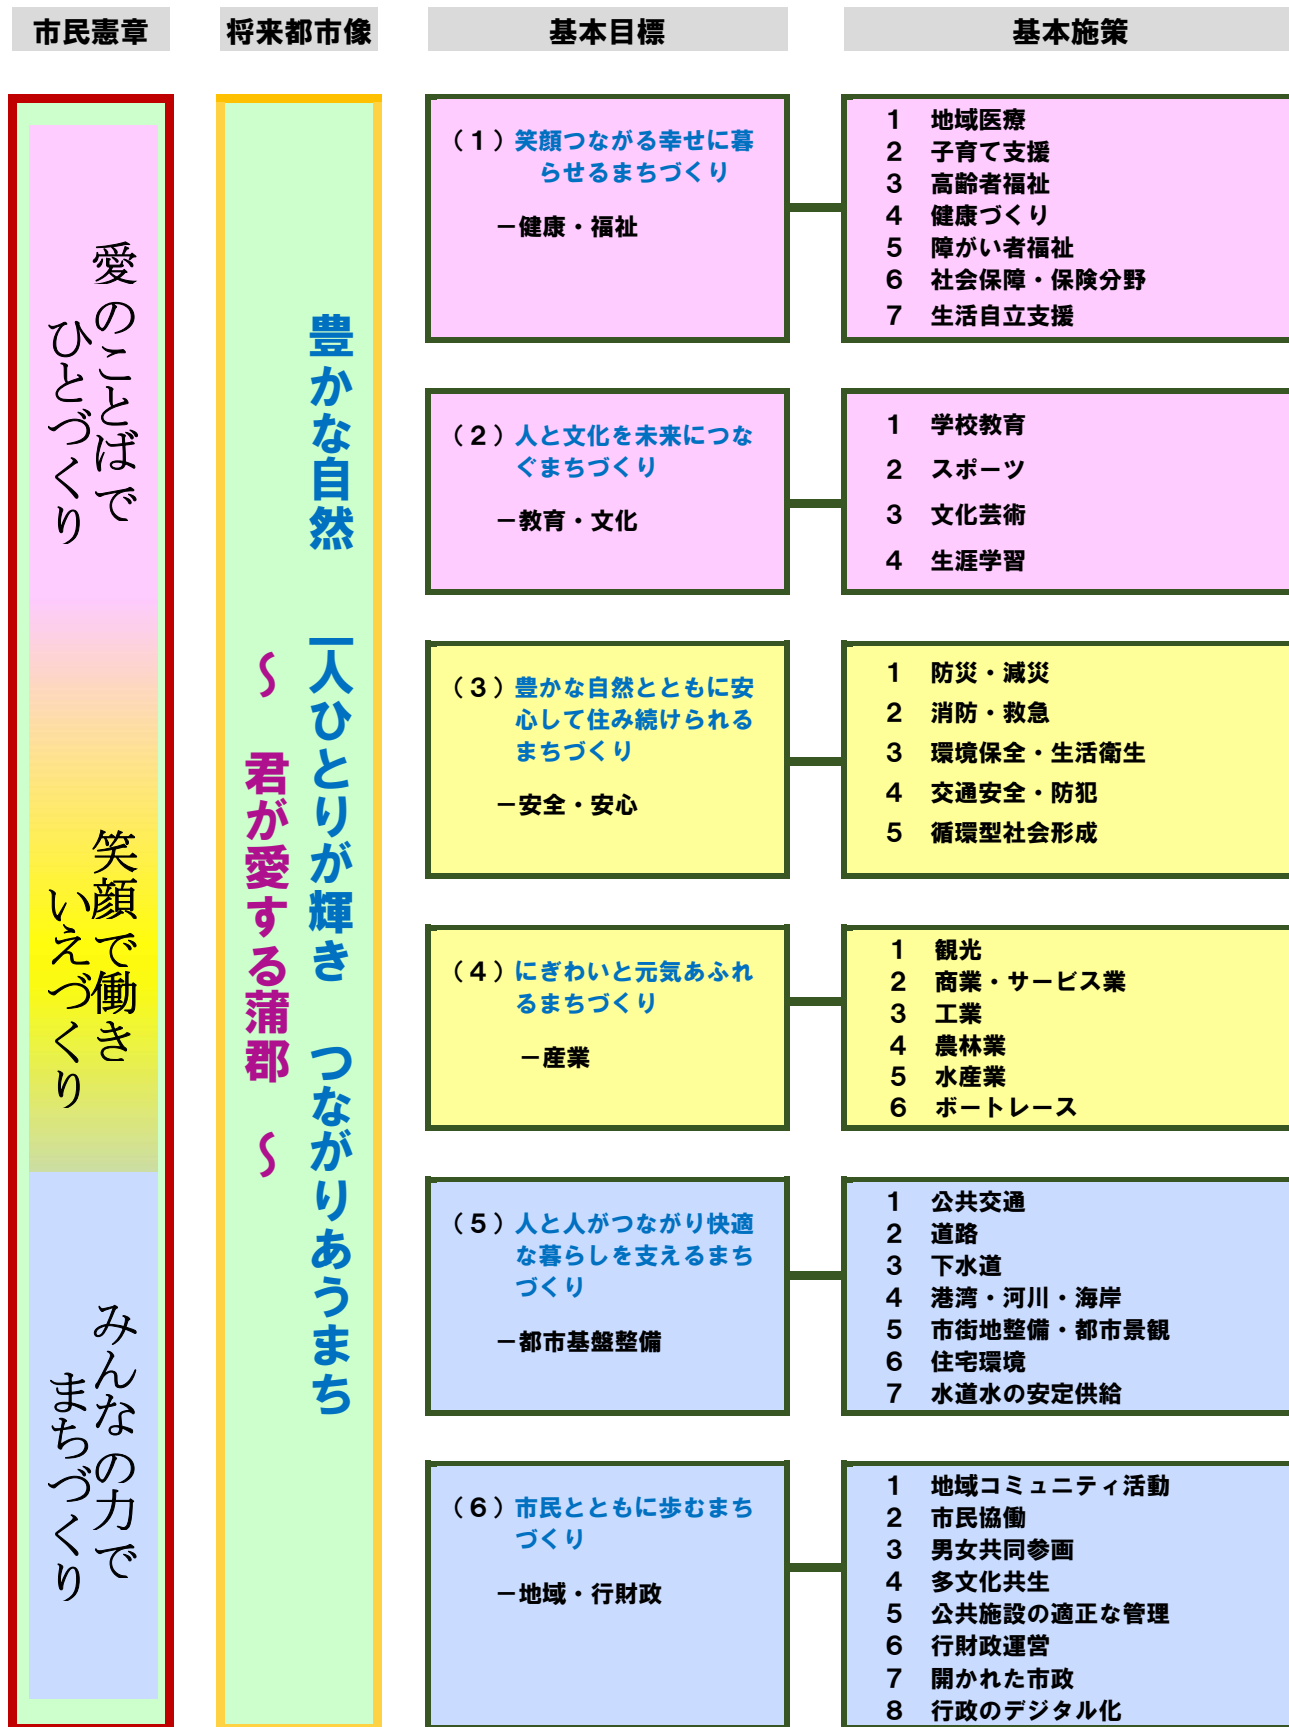 市民憲章
将来都市像
基本目標
基本施策
愛のことばで
ひとづくり
笑顔で働き
いえづくり
みんなの力で
まちづくり
豊かな自然　一人ひとりが輝き　つながりあうまち
～　君が愛する蒲郡　～
（１）笑顔つながる幸せに暮
らせるまちづくり
－健康・福祉
1　地域医療
2　子育て支援
3　高齢者福祉
4　健康づくり
5　障がい者福祉
6　社会保障・保険分野
7　生活自立支援
（２）人と文化を未来につな
ぐまちづくり
－教育・文化
1　学校教育
2　スポーツ
3　文化芸術
4　生涯学習
（３）豊かな自然とともに安
心して住み続けられる
まちづくり
－安全・安心
1　防災・減災
2　消防・救急
3　環境保全・生活衛生
4　交通安全・防犯
5　循環型社会形成
（４）にぎわいと元気あふれ
るまちづくり
－産業
1　観光
2　商業・サービス業
3　工業
4　農林業
5　水産業
6　ボートレース
（５）人と人がつながり快適
な暮らしを支えるまち
づくり
－都市基盤整備
1　公共交通
2　道路
3　下水道
4　港湾・河川・海岸
5　市街地整備・都市景観
6　住宅環境
7　水道水の安定供給
（６）市民とともに歩むまち
づくり
－地域・行財政
1　地域コミュニティ活動
2　市民協働
3　男女共同参画
4　多文化共生
5　公共施設の適正な管理
6　行財政運営
7　開かれた市政
8　行政のデジタル化